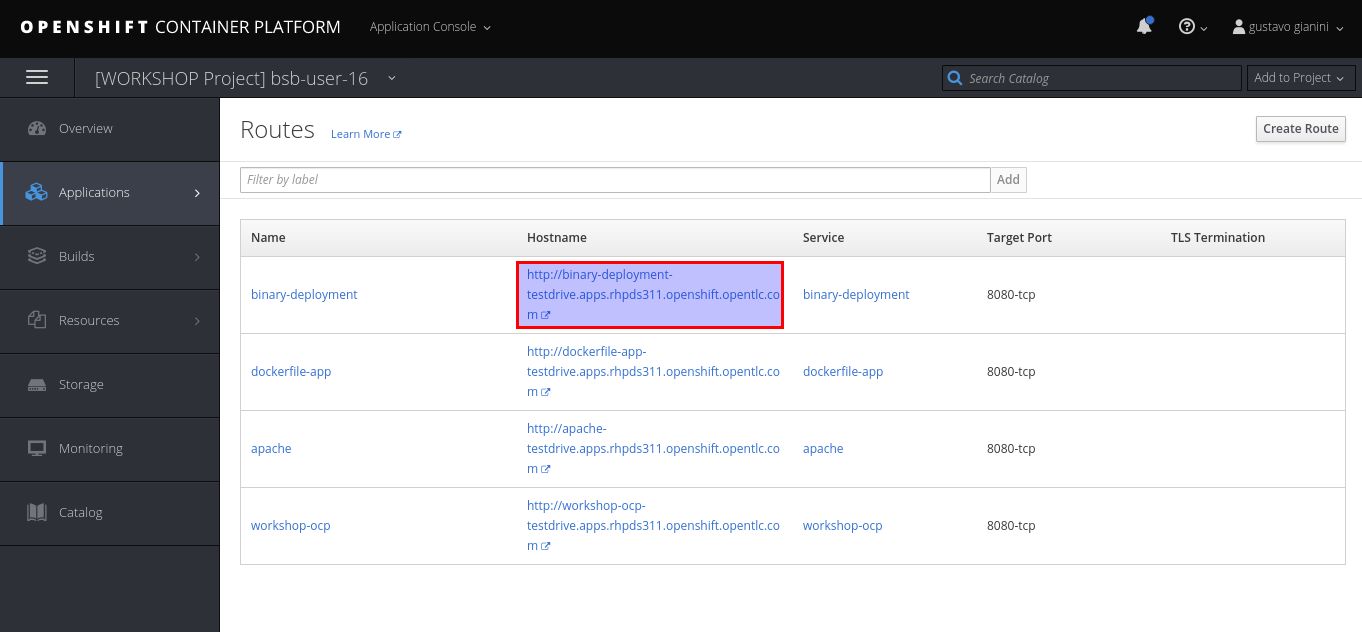 OPENSHIFT CONTAINER PLATFORM Application Console gustavo gianini
[WORKSHOP Project] bsb-user-16 Search Catalog Add to Project
Overview
Applications
Builds
Resources
Storage
Monitoring
Catalog
Routes Learn More Create Route
Filter by label Add
Name Hostname Service Target Port TLS Termination
http://binary-deployment-
binary-deployment testdrive.apps.rhpds311.openshift.opentlc.co binary-deployment 8080-tcp
m
http://dockerfile-app-
dockerfile-app testdrive.apps.rhpds311.openshift.opentlc.co dockerfile-app 8080-tcp
m
http://apache-
apache testdrive.apps.rhpds311.openshift.opentlc.co apache 8080-tcp
m
http://workshop-ocp-
workshop-ocp testdrive.apps.rhpds311.openshift.opentlc.co workshop-ocp 8080-tcp
m